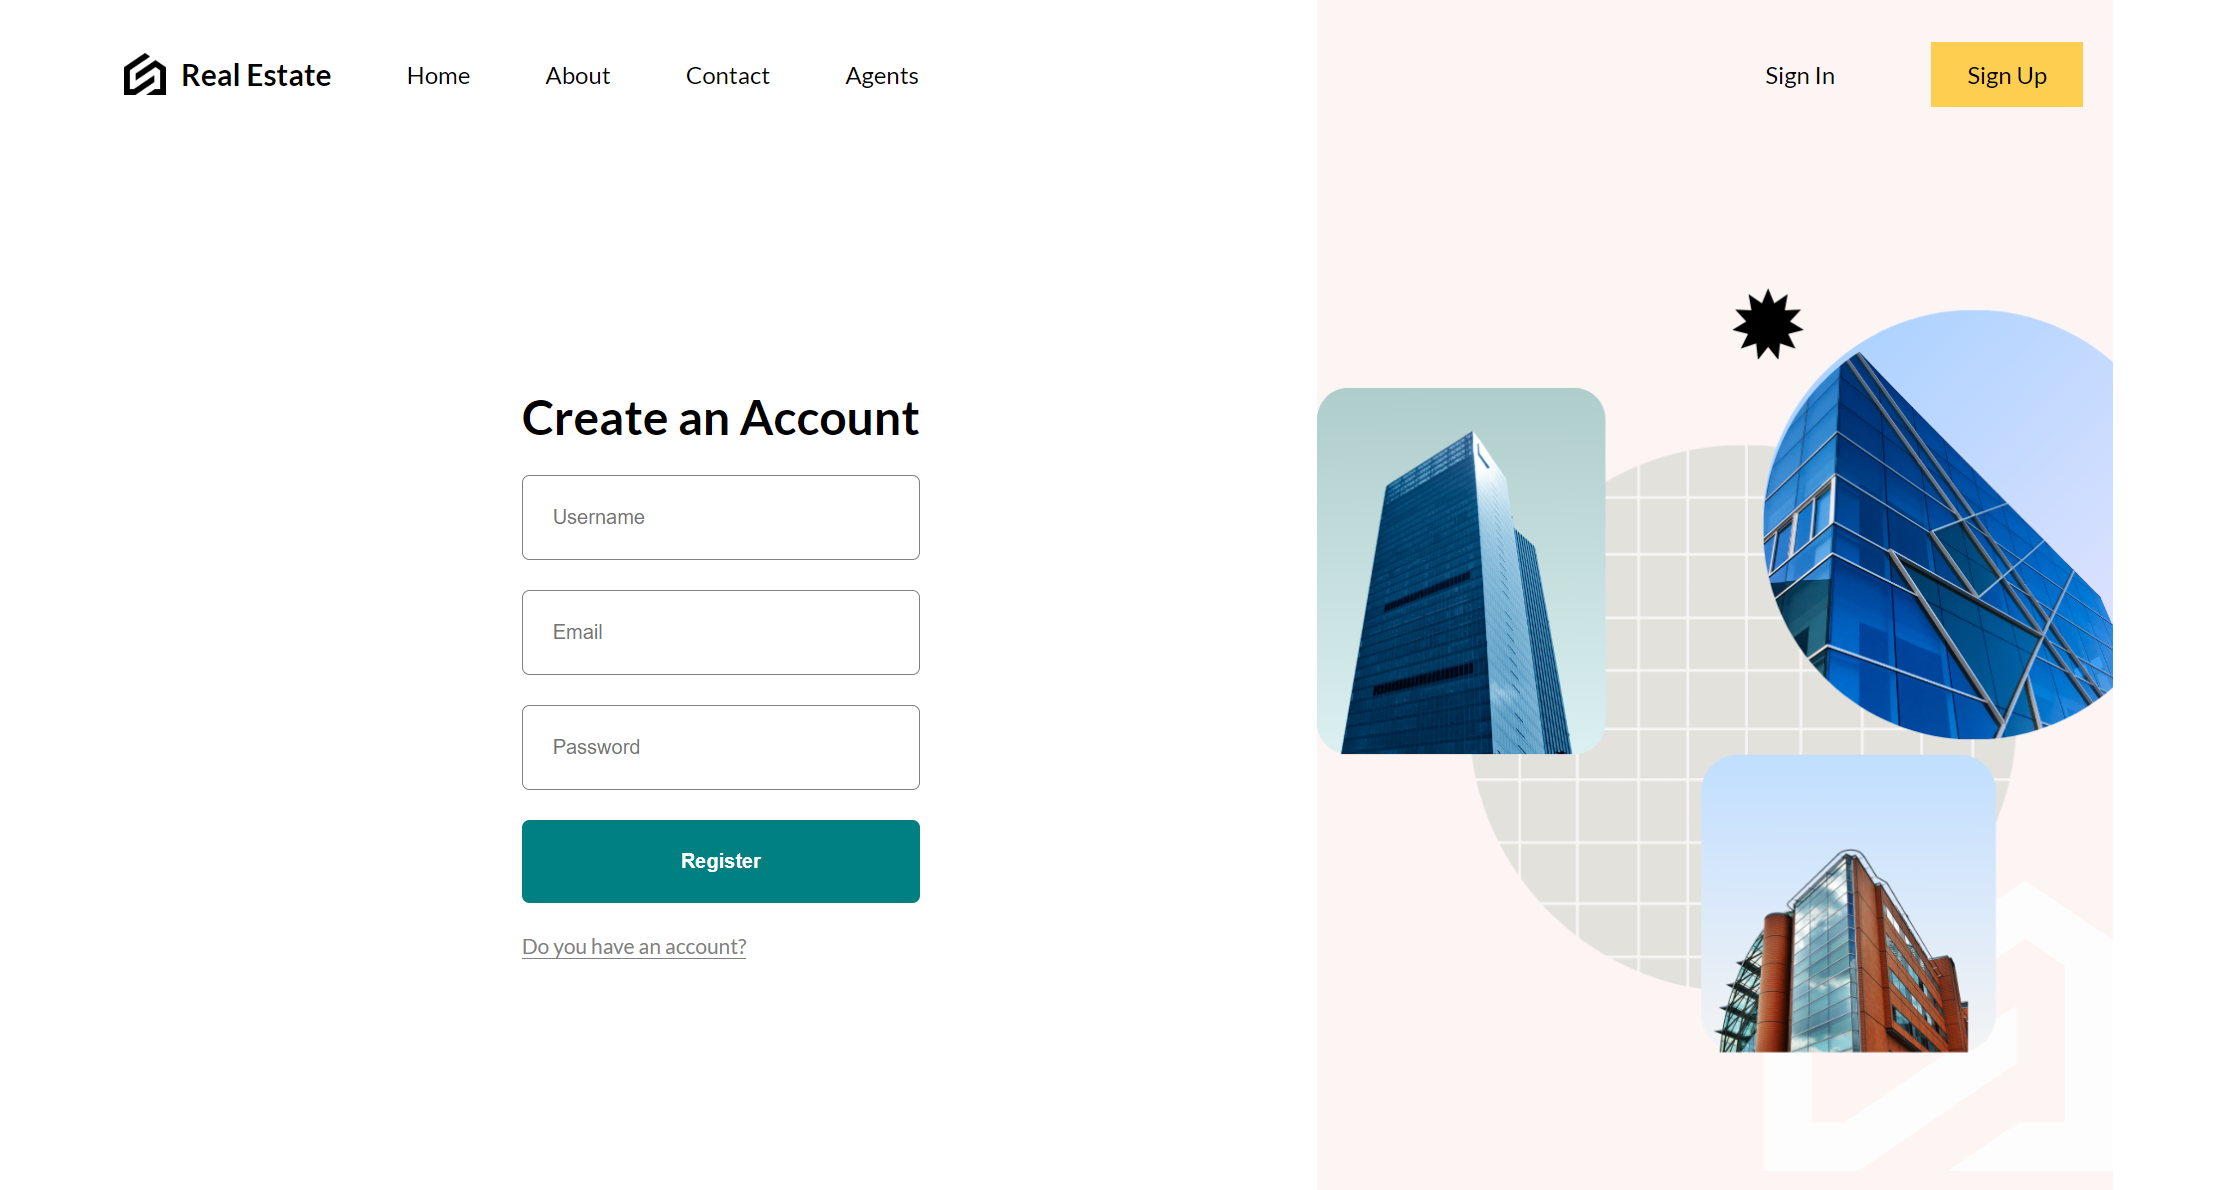 Real Estate
Home
About
Contact
Agents
Sign In
Sign Up
Create an Account
Username
Email
Password
Register
Do you have an account?